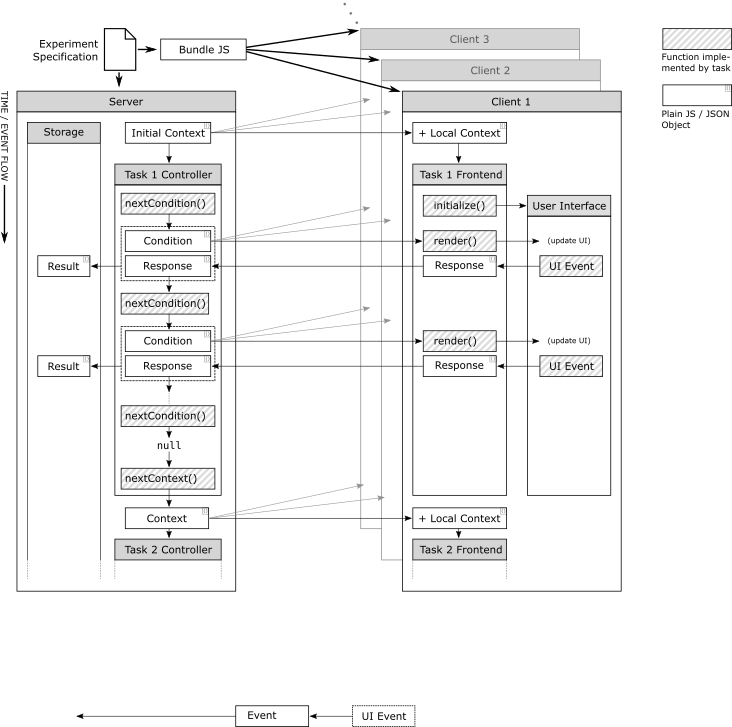 Experiment
Specification
Bundle JS
Client 3
Client 2
Function imple-
mented by task
Plain JS / JSON
Object
TIME / EVENT FLOW
Server
Client 1
Storage
Initial Context
+ Local Context
Task 1 Controller
Task 1 Frontend
nextCondition()
initialize()
User Interface
Condition
render()
(update UI)
Result
Response
Response
UI Event
nextCondition()
Condition
render()
(update UI)
Result
Response
Response
UI Event
nextCondition()
null
nextContext()
Context
+ Local Context
Task 2 Controller
Task 2 Frontend
Event
UI Event